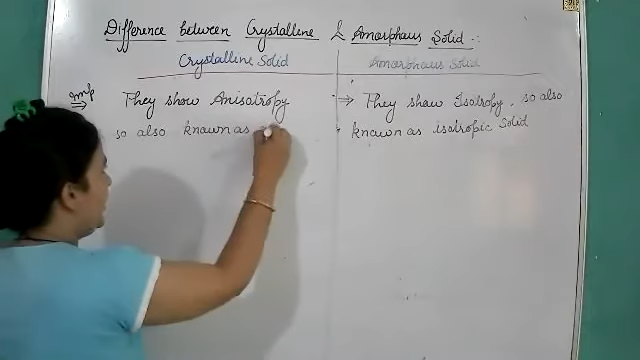 Difference between Crystalline & Amorphous Solid :-
Crystalline Solid
Amorphous Solid
Imp
⇒ They show Anisotropy
so also known as
⇒ They show Isotropy, so also
known as isotropic Solid